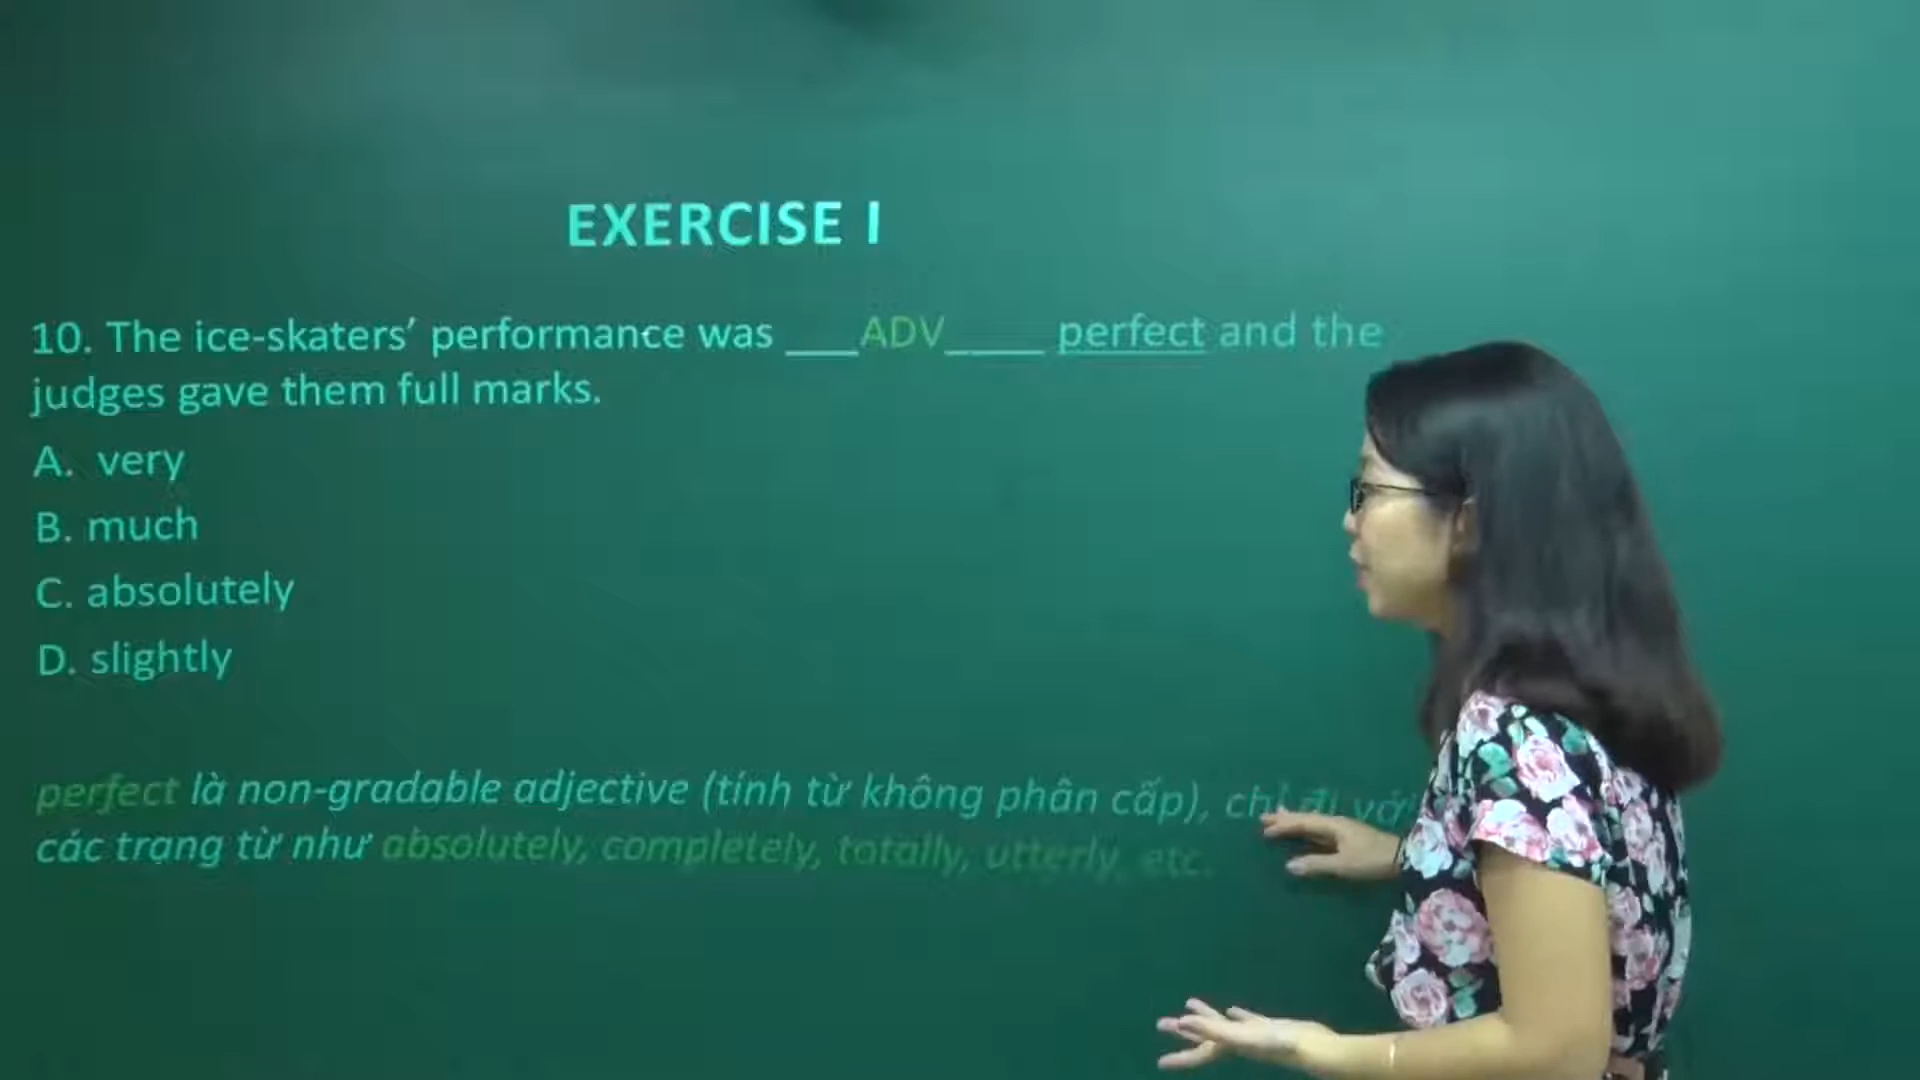 EXERCISE I
10. The ice-skaters' performance was ___ADV____ perfect and the
judges gave them full marks.
A. very
B. much
C. absolutely
D. slightly
perfect là non-gradable adjective (tính từ không phân cấp), chỉ đi với
các trạng từ như absolutely, completely, totally, utterly, etc.